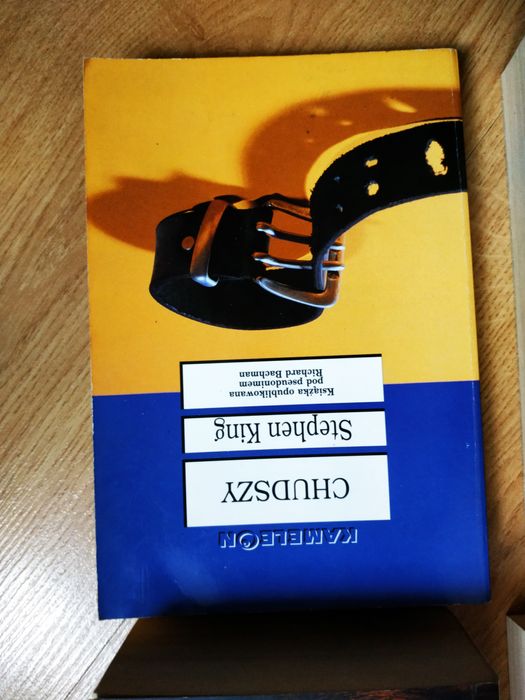 KAMELEON
CHUDSZY
Stephen King
Książka opublikowana
pod pseudonimem
Richard Bachman